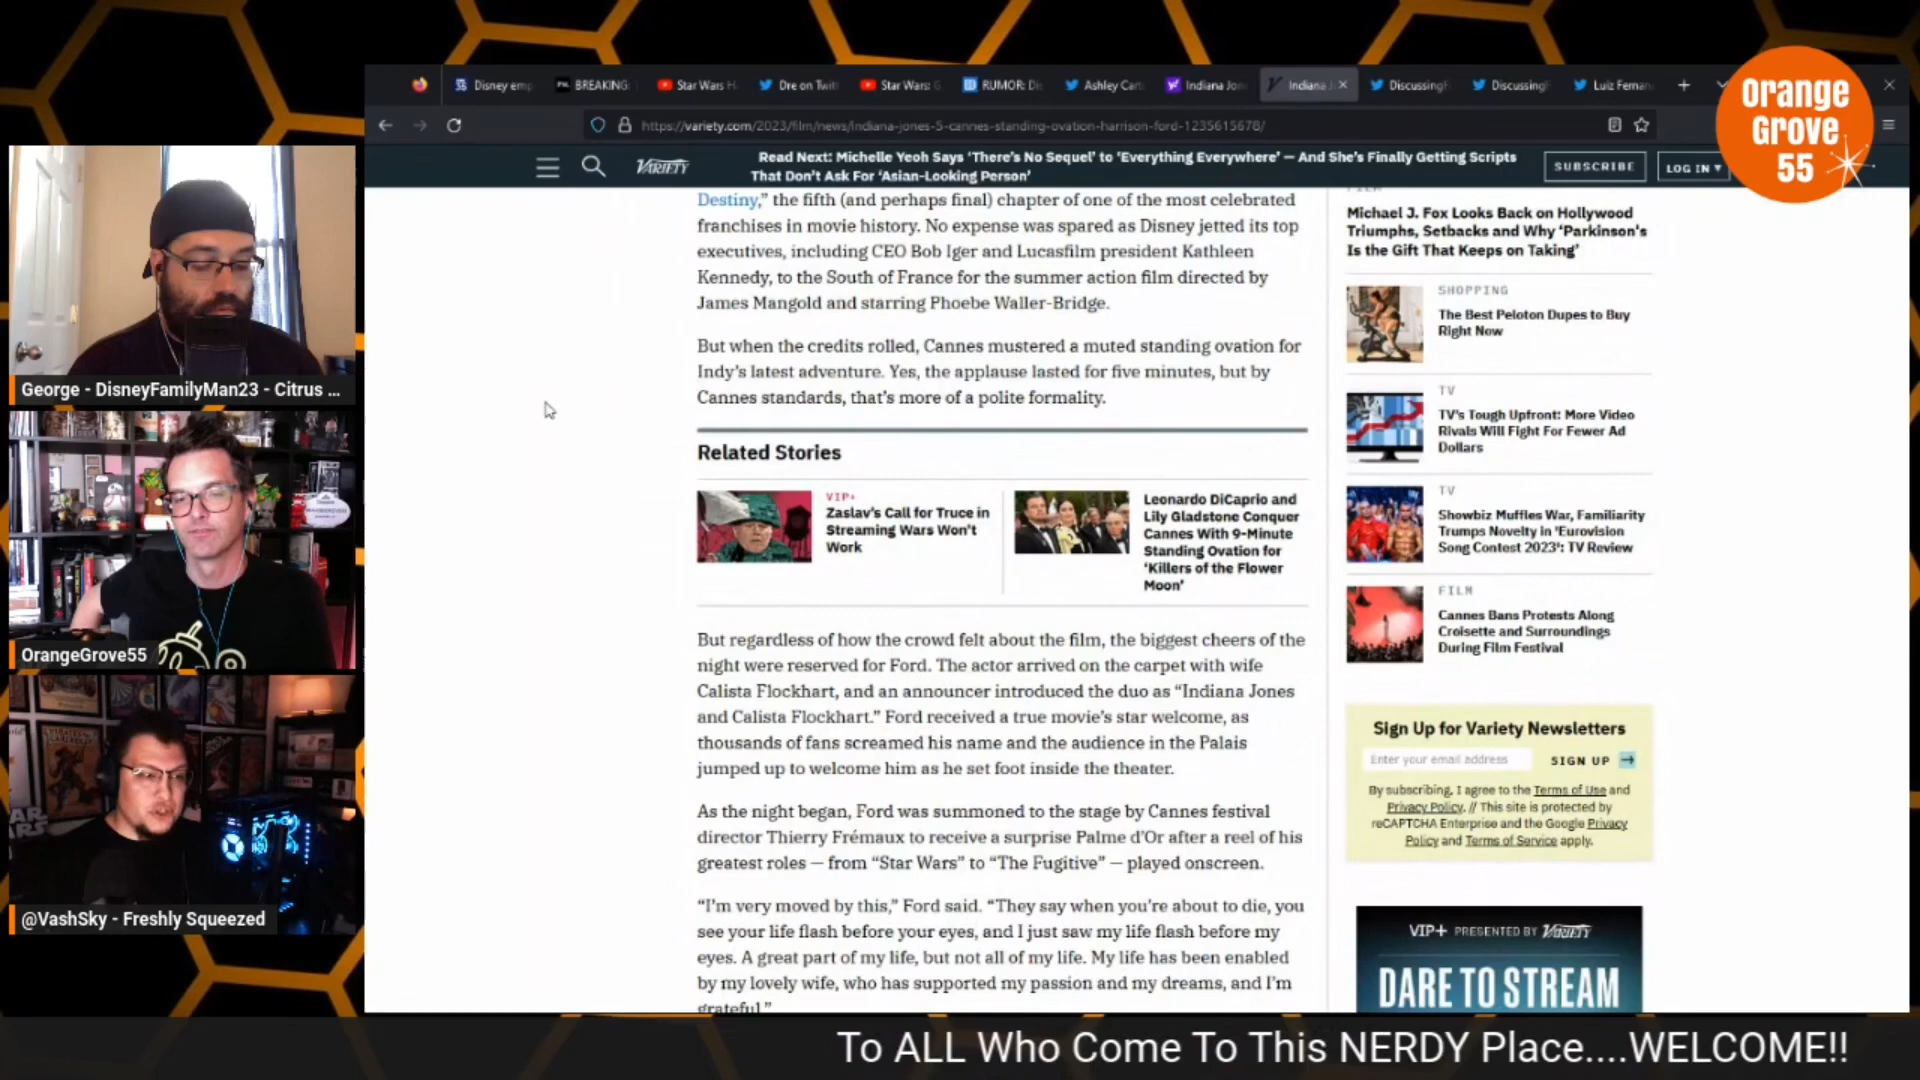 Disney emp
BREAKING:
Star Wars H
Dre on Twit
Star Wars: G
RUMOR: Di
Ashley Cart
Indiana Jon
Indiana J
Discussing
Discussing
Luiz Fernan
https://variety.com/2023/film/news/indiana-jones-5-cannes-standing-ovation-harrison-ford-1235615678/
Orange
Grove
55
VARIETY
Read Next: Michelle Yeoh Says ‘There’s No Sequel’ to ‘Everything Everywhere’ — And She’s Finally Getting Scripts
That Don’t Ask For ‘Asian-Looking Person’
SUBSCRIBE
LOG IN ▾
Destiny,” the fifth (and perhaps final) chapter of one of the most celebrated
franchises in movie history. No expense was spared as Disney jetted its top
executives, including CEO Bob Iger and Lucasfilm president Kathleen
Kennedy, to the South of France for the summer action film directed by
James Mangold and starring Phoebe Waller-Bridge.
But when the credits rolled, Cannes mustered a muted standing ovation for
Indy’s latest adventure. Yes, the applause lasted for five minutes, but by
Cannes standards, that’s more of a polite formality.
Related Stories
VIP+
Zaslav’s Call for Truce in
Streaming Wars Won’t
Work
Leonardo DiCaprio and
Lily Gladstone Conquer
Cannes With 9-Minute
Standing Ovation for
‘Killers of the Flower
Moon’
But regardless of how the crowd felt about the film, the biggest cheers of the
night were reserved for Ford. The actor arrived on the carpet with wife
Calista Flockhart, and an announcer introduced the duo as “Indiana Jones
and Calista Flockhart.” Ford received a true movie’s star welcome, as
thousands of fans screamed his name and the audience in the Palais
jumped up to welcome him as he set foot inside the theater.
As the night began, Ford was summoned to the stage by Cannes festival
director Thierry Frémaux to receive a surprise Palme d’Or after a reel of his
greatest roles — from “Star Wars” to “The Fugitive” — played onscreen.
“I’m very moved by this,” Ford said. “They say when you’re about to die, you
see your life flash before your eyes, and I just saw my life flash before my
eyes. A great part of my life, but not all of my life. My life has been enabled
by my lovely wife, who has supported my passion and my dreams, and I’m
grateful.”
FILM
Michael J. Fox Looks Back on Hollywood
Triumphs, Setbacks and Why ‘Parkinson’s
Is the Gift That Keeps on Taking’
SHOPPING
The Best Peloton Dupes to Buy
Right Now
TV
TV’s Tough Upfront: More Video
Rivals Will Fight For Fewer Ad
Dollars
TV
Showbiz Muffles War, Familiarity
Trumps Novelty in ‘Eurovision
Song Contest 2023’: TV Review
FILM
Cannes Bans Protests Along
Croisette and Surroundings
During Film Festival
Sign Up for Variety Newsletters
Enter your email address
SIGN UP →
By subscribing, I agree to the Terms of Use and
Privacy Policy. // This site is protected by
reCAPTCHA Enterprise and the Google Privacy
Policy and Terms of Service apply.
VIP+ PRESENTED BY VARIETY
DARE TO STREAM
George - DisneyFamilyMan23 - Citrus ...
OrangeGrove55
STAR
WARS
@VashSky - Freshly Squeezed
To ALL Who Come To This NERDY Place....WELCOME!!